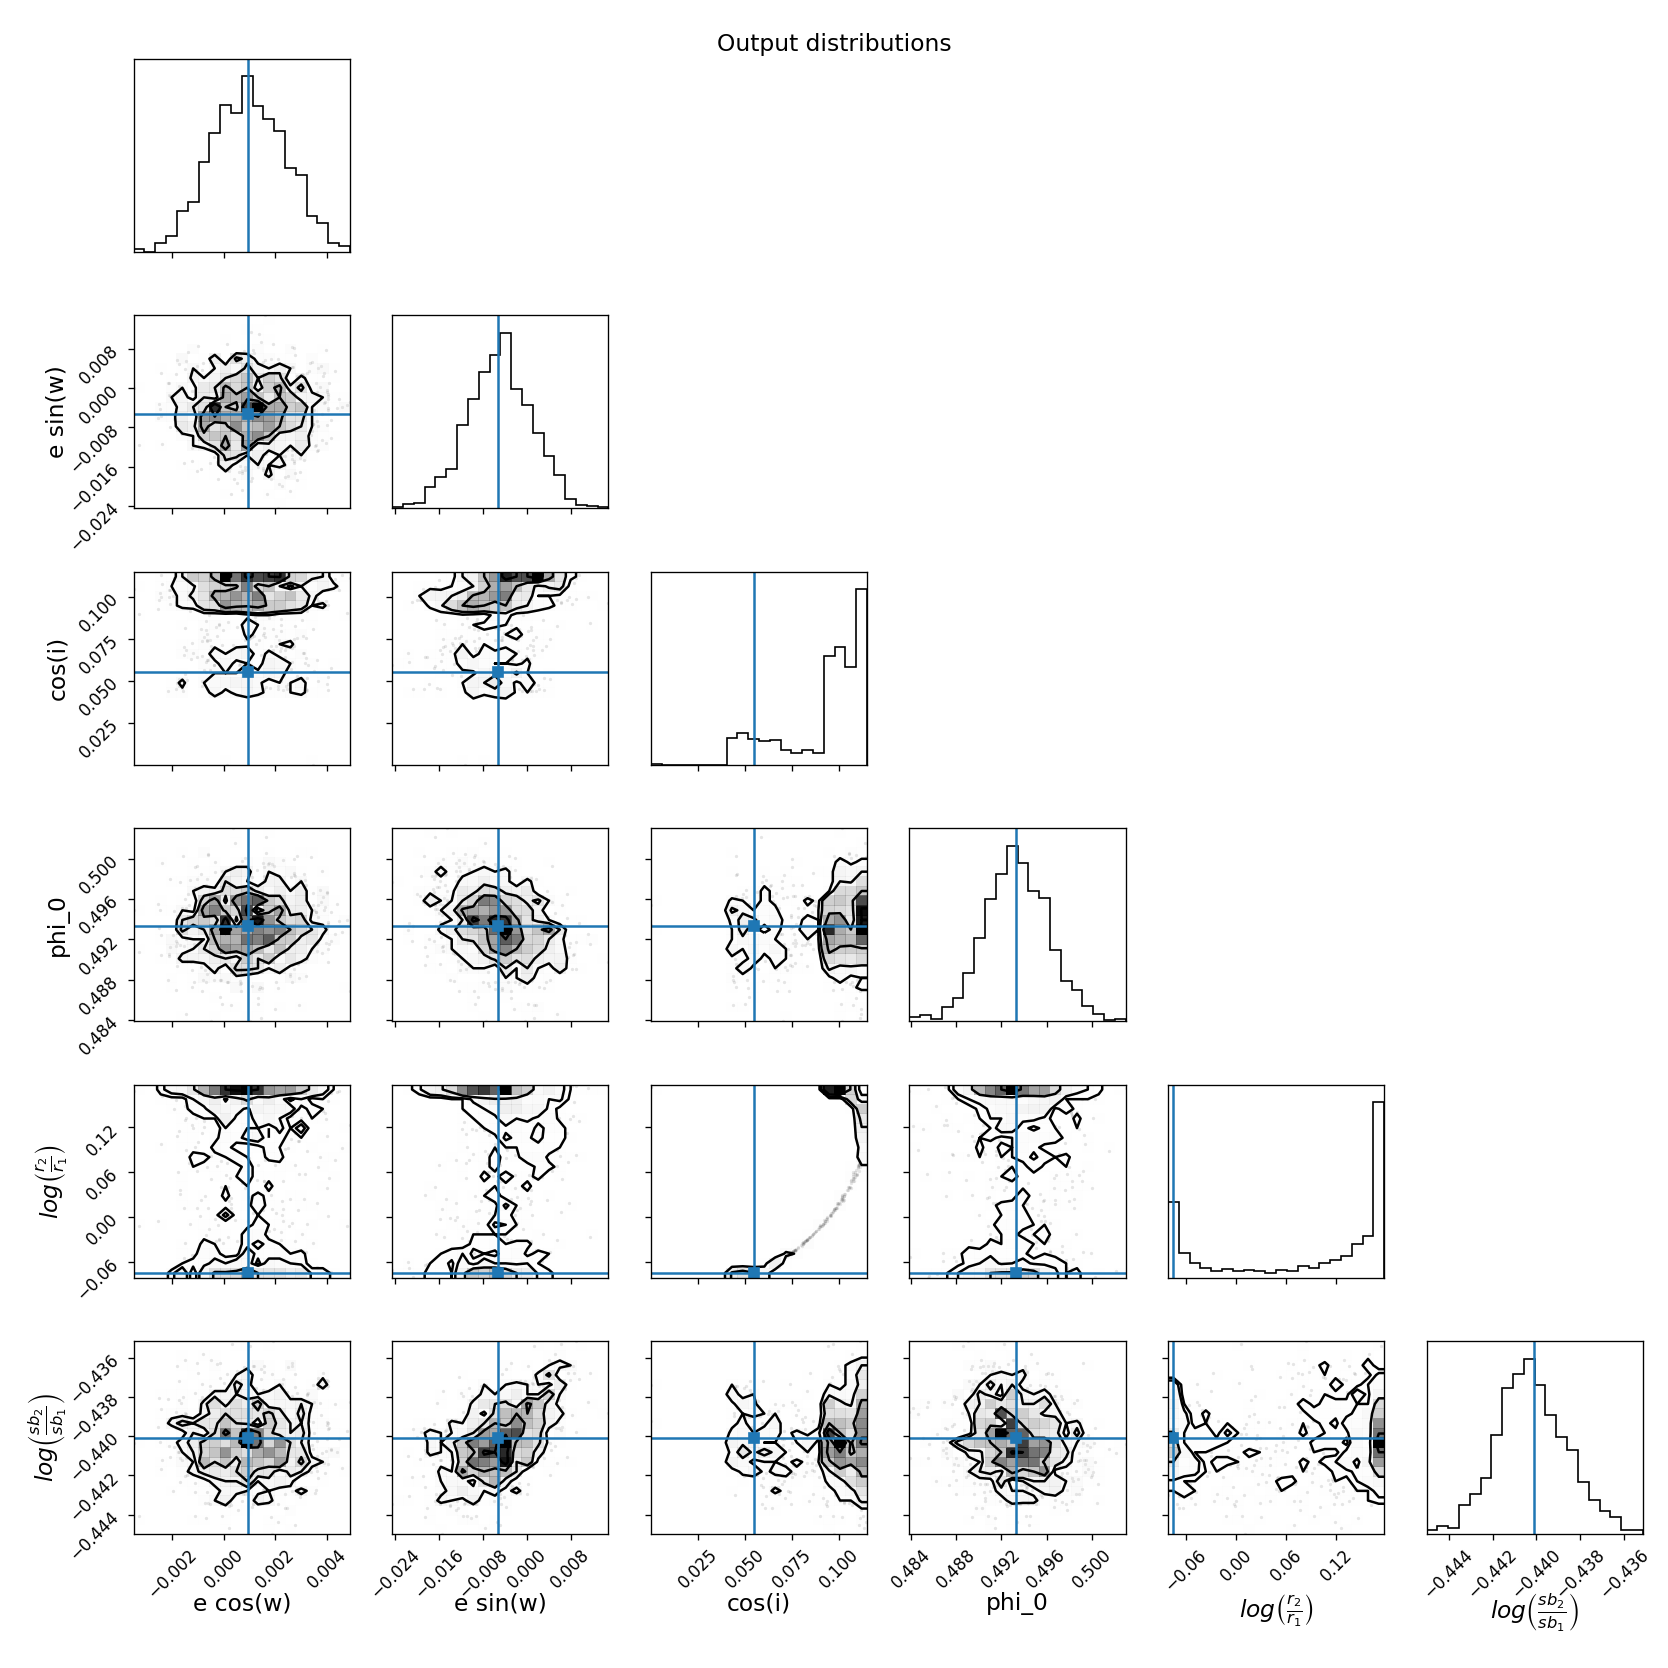 Output distributions
e sin(w)
0.008
0.000
−0.008
−0.016
−0.024
cos(i)
0.100
0.075
0.050
0.025
phi_0
0.500
0.496
0.492
0.488
0.484
log(r2/r1)
0.12
0.06
0.00
−0.06
log(sb2/sb1)
−0.436
−0.438
−0.440
−0.442
−0.444
−0.002 0.000 0.002 0.004
−0.024 −0.016 −0.008 0.000 0.008
0.025 0.050 0.075 0.100
0.484 0.488 0.492 0.496 0.500
−0.06 0.00 0.06 0.12
−0.444 −0.442 −0.440 −0.438 −0.436
e cos(w) e sin(w) cos(i) phi_0 log(r2/r1) log(sb2/sb1)